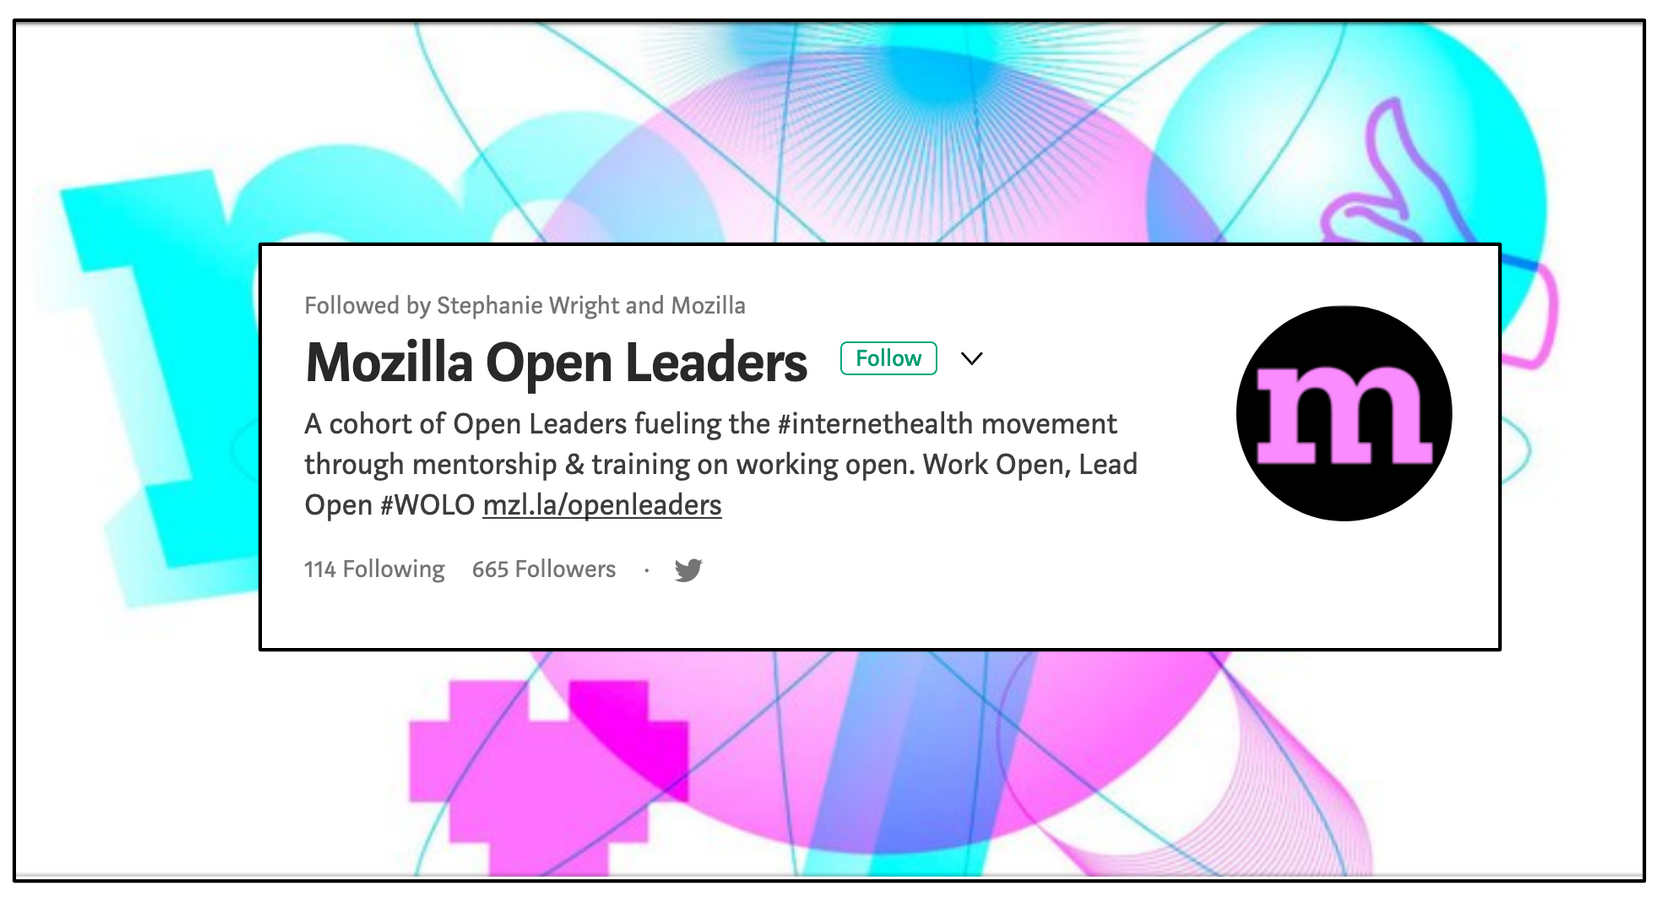 Followed by Stephanie Wright and Mozilla
Mozilla Open Leaders Follow
A cohort of Open Leaders fueling the #internethealth movement
through mentorship & training on working open. Work Open, Lead
Open #WOLO mzl.la/openleaders
m
114 Following 665 Followers ·